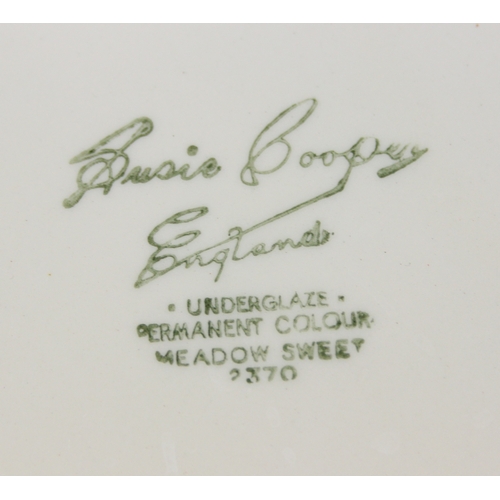 Susie Cooper
England
· UNDERGLAZE ·
PERMANENT COLOUR
MEADOW SWEET
2370